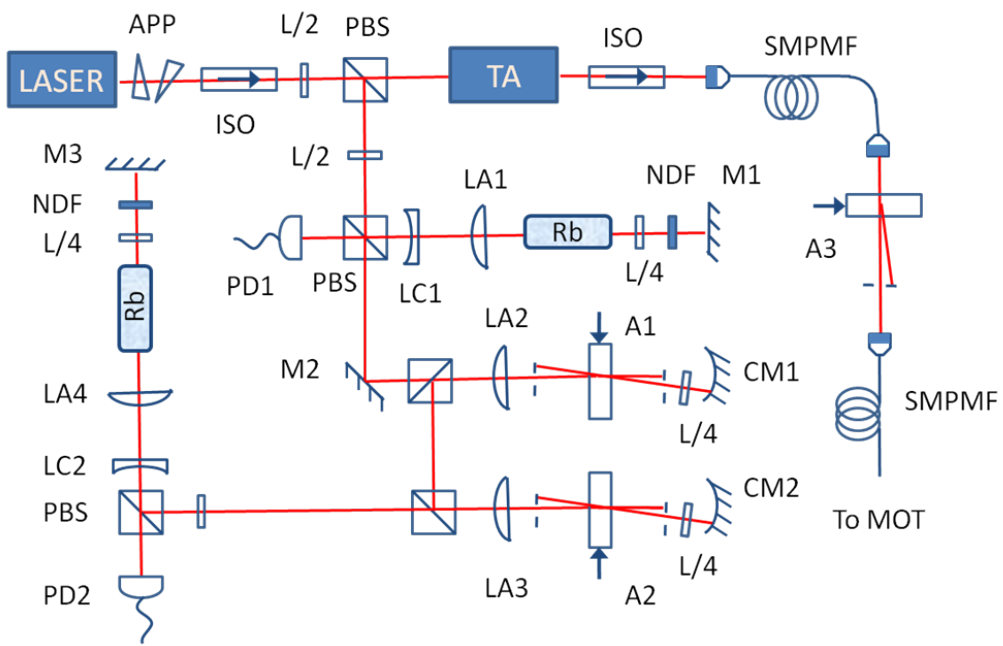 APP
L/2
PBS
ISO
SMPMF
LASER
TA
ISO
M3
L/2
LA1
NDF
M1
NDF
L/4
Rb
A3
PD1
PBS
LC1
L/4
Rb
LA2
A1
M2
CM1
LA4
SMPMF
L/4
LC2
CM2
PBS
To MOT
L/4
PD2
LA3
A2